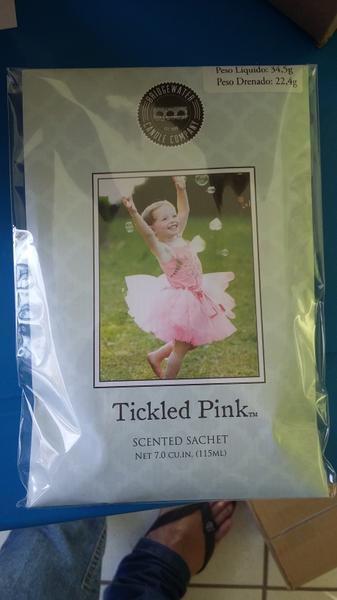 Peso Líquido: 34,5g
Peso Drenado: 22,4g
BRIDGEWATER
CANDLE COMPANY
Tickled Pink™
SCENTED SACHET
NET 7.0 CU.IN. (115ML)